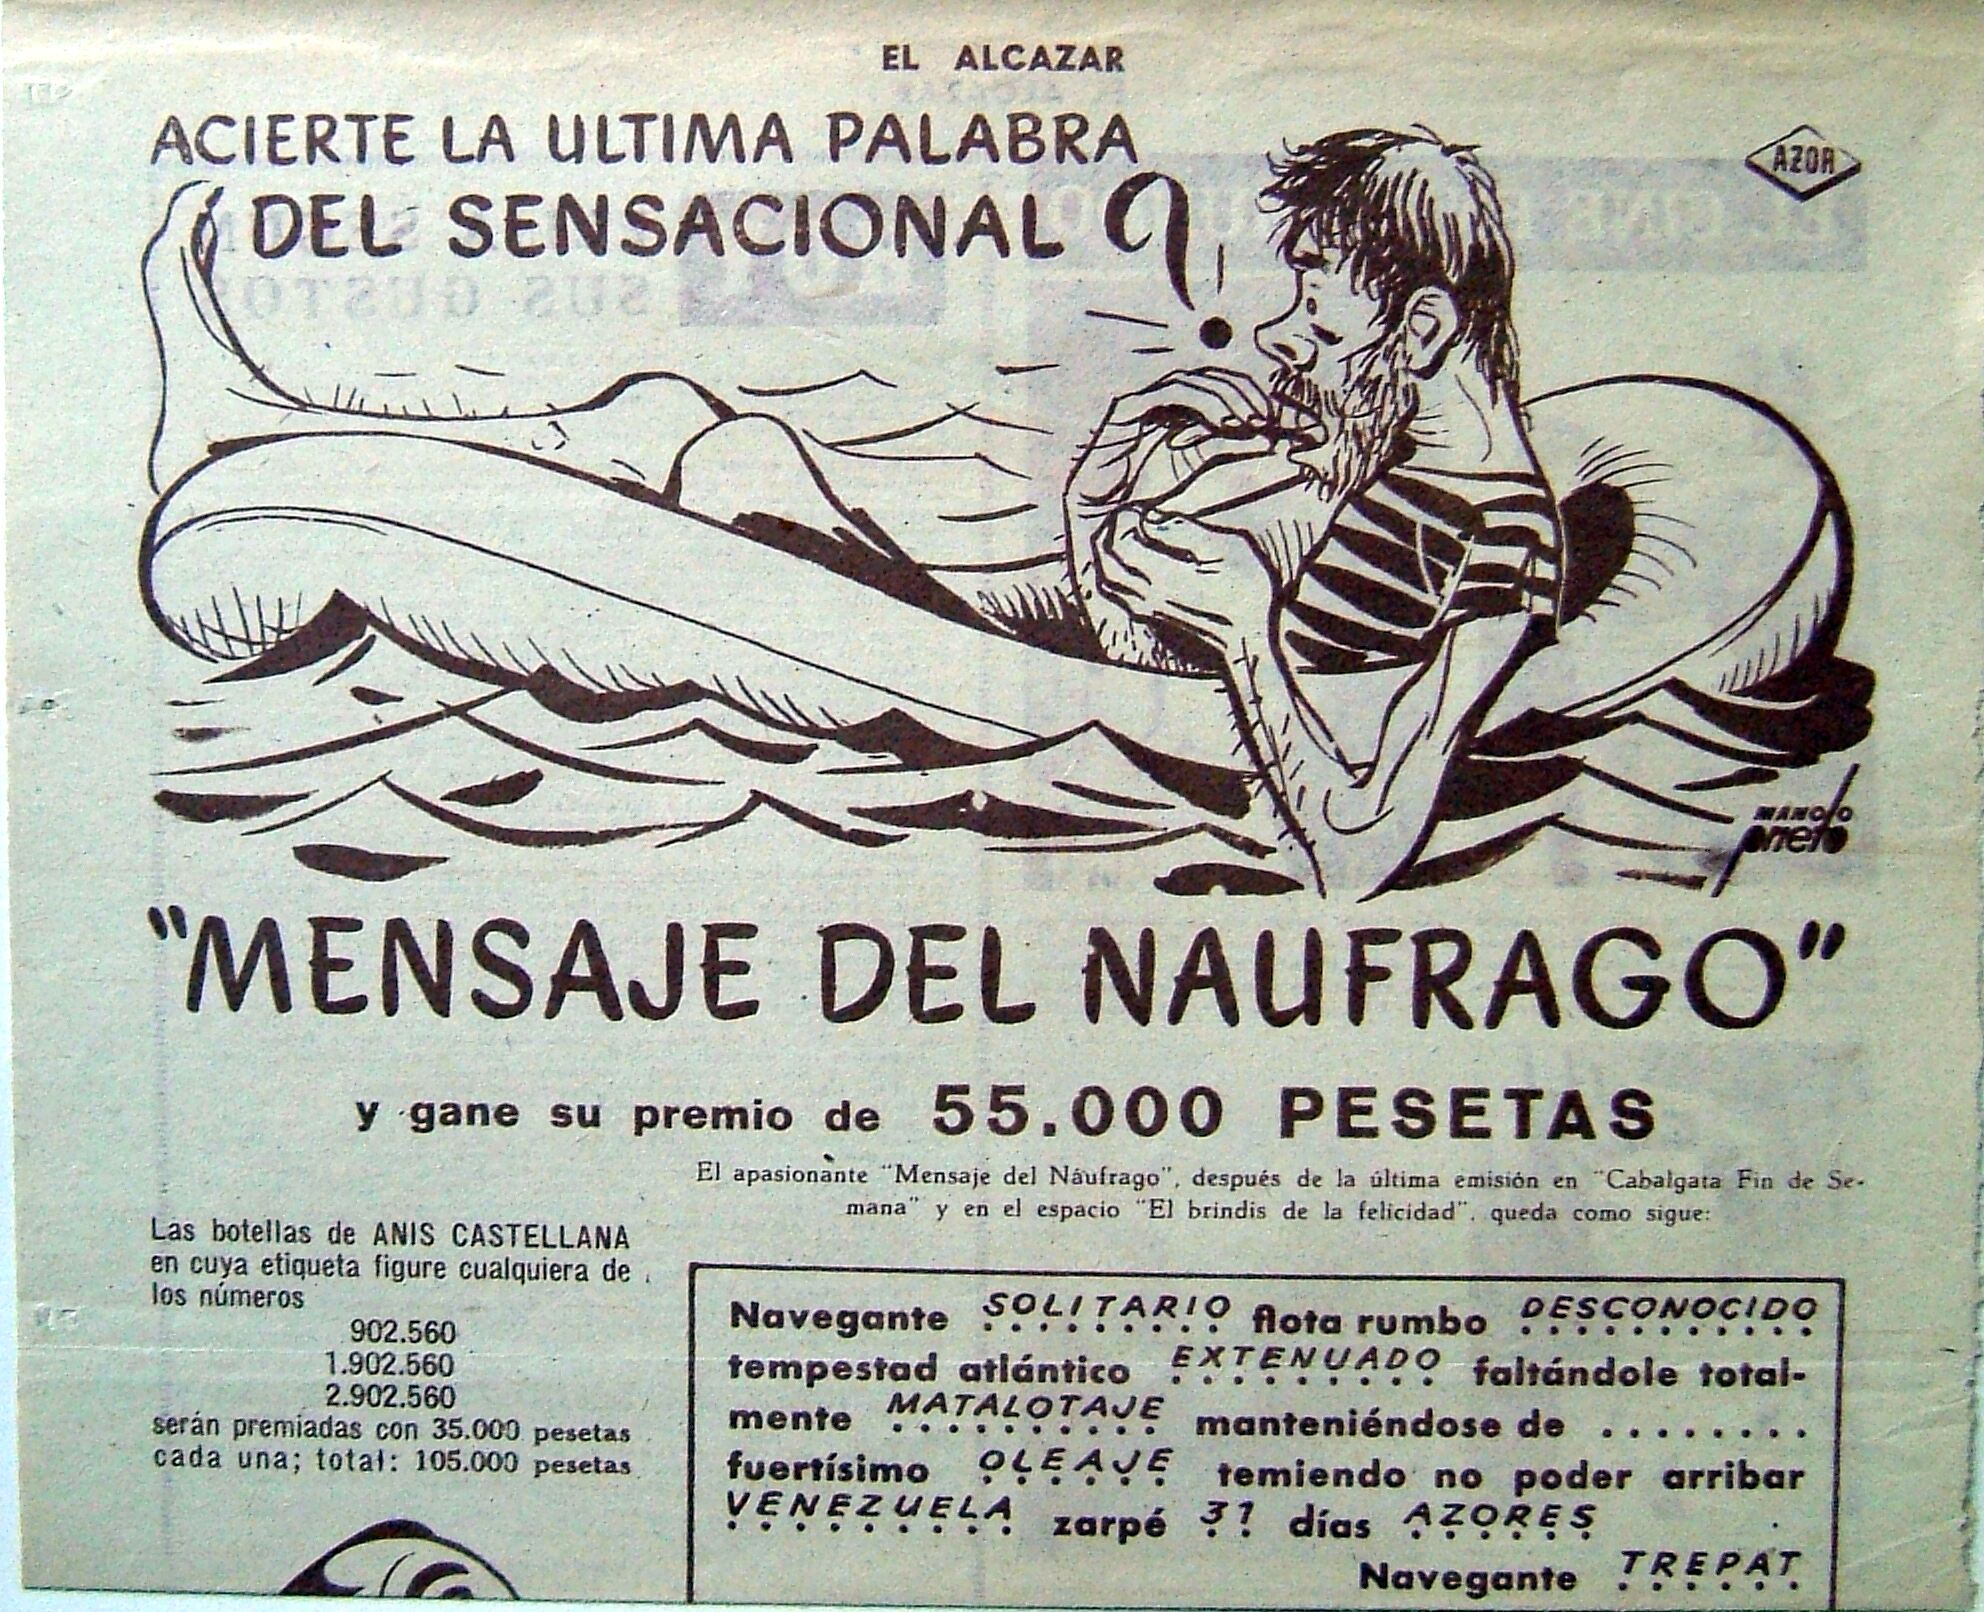 EL ALCAZAR
ACIERTE LA ULTIMA PALABRA
DEL SENSACIONAL
AZOR
MANOLO
prieto
"MENSAJE DEL NAUFRAGO"
y gane su premio de 55.000 PESETAS
El apasionante "Mensaje del Náufrago", después de la última emisión en "Cabalgata Fin de Se-
mana" y en el espacio "El brindis de la felicidad", queda como sigue:
Las botellas de ANIS CASTELLANA
en cuya etiqueta figure cualquiera de
los números
902.560
1.902.560
2.902.560
serán premiadas con 35.000 pesetas
cada una; total: 105.000 pesetas
Navegante SOLITARIO flota rumbo DESCONOCIDO
tempestad atlántico EXTENUADO faltándole total-
mente MATALOTAJE manteniéndose de ........
fuertísimo OLEAJE temiendo no poder arribar
VENEZUELA zarpé 31 días AZORES
Navegante TREPAT